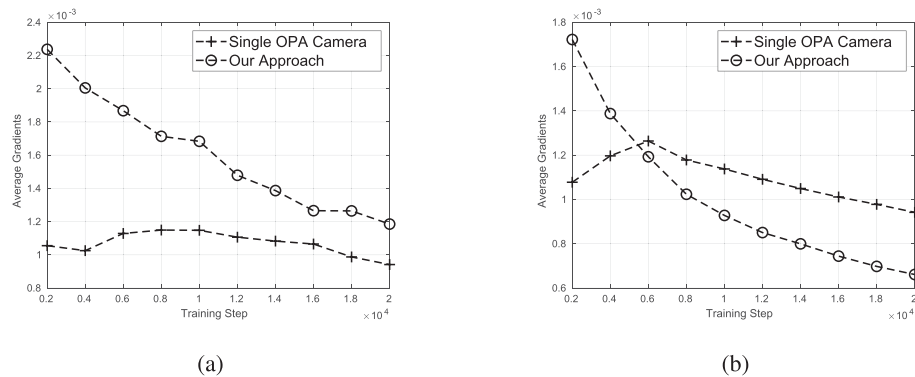 ×10⁻³
2.4
2.2
2
1.8
1.6
1.4
1.2
1
0.8
Average Gradients
Single OPA Camera
Our Approach
0.2 0.4 0.6 0.8 1 1.2 1.4 1.6 1.8 2
Training Step
×10⁴
(a)
×10⁻³
1.8
1.6
1.4
1.2
1
0.8
0.6
Average Gradients
Single OPA Camera
Our Approach
0.2 0.4 0.6 0.8 1 1.2 1.4 1.6 1.8 2
Training Step
×10⁴
(b)